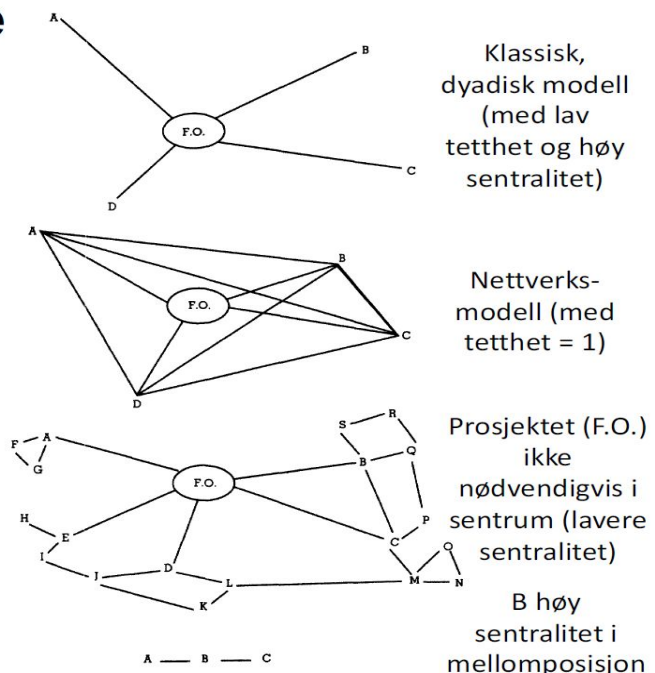 e
A
B
F.O.
C
D
Klassisk,
dyadisk modell
(med lav
tetthet og høy
sentralitet)
A
B
F.O.
C
D
Nettverks-
modell (med
tetthet = 1)
S R
F A
B Q
G
F.O.
H
E
P
I
C
O
J D L
M N
K
Prosjektet (F.O.)
ikke
nødvendigvis i
sentrum (lavere
sentralitet)
A B C
B høy
sentralitet i
mellomposisjon